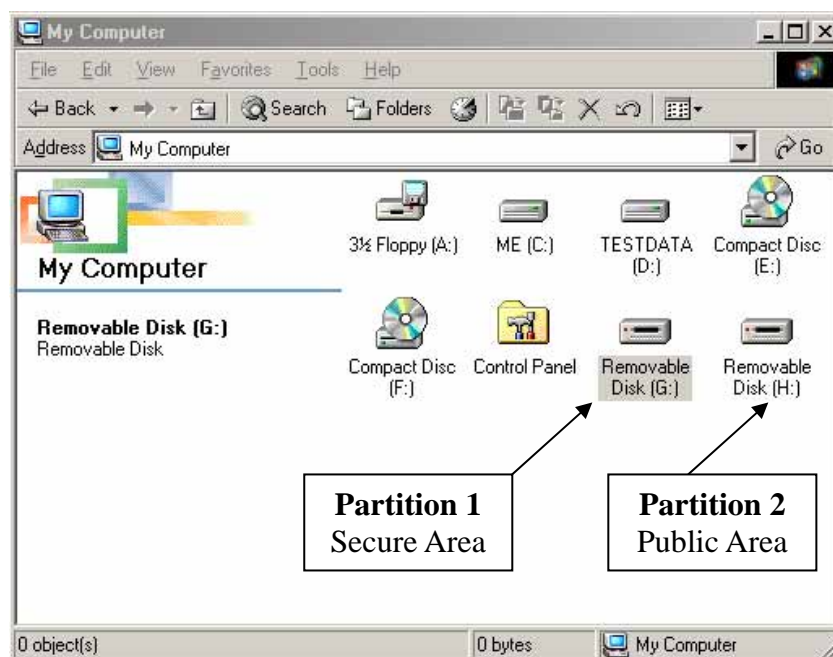 My Computer
File Edit View Favorites Tools Help
Back Search Folders
Address My Computer Go
My Computer
Removable Disk (G:)
Removable Disk
3½ Floppy (A:)
ME (C:)
TESTDATA
(D:)
Compact Disc
(E:)
Compact Disc
(F:)
Control Panel
Removable
Disk (G:)
Removable
Disk (H:)
Partition 1
Secure Area
Partition 2
Public Area
0 object(s) 0 bytes My Computer